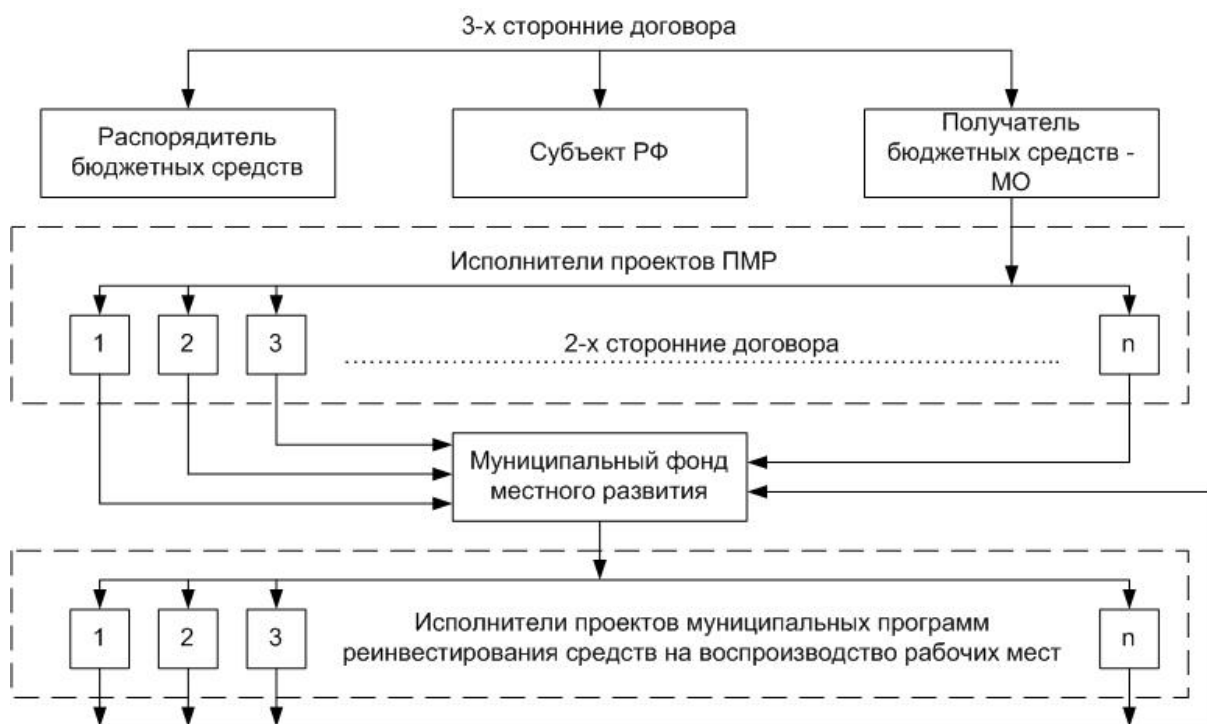 3-х сторонние договора
Распорядитель
бюджетных средств
Субъект РФ
Получатель
бюджетных средств -
МО
Исполнители проектов ПМР
1
2
3
2-х сторонние договора
n
Муниципальный фонд
местного развития
1
2
3
Исполнители проектов муниципальных программ
реинвестирования средств на воспроизводство рабочих мест
n